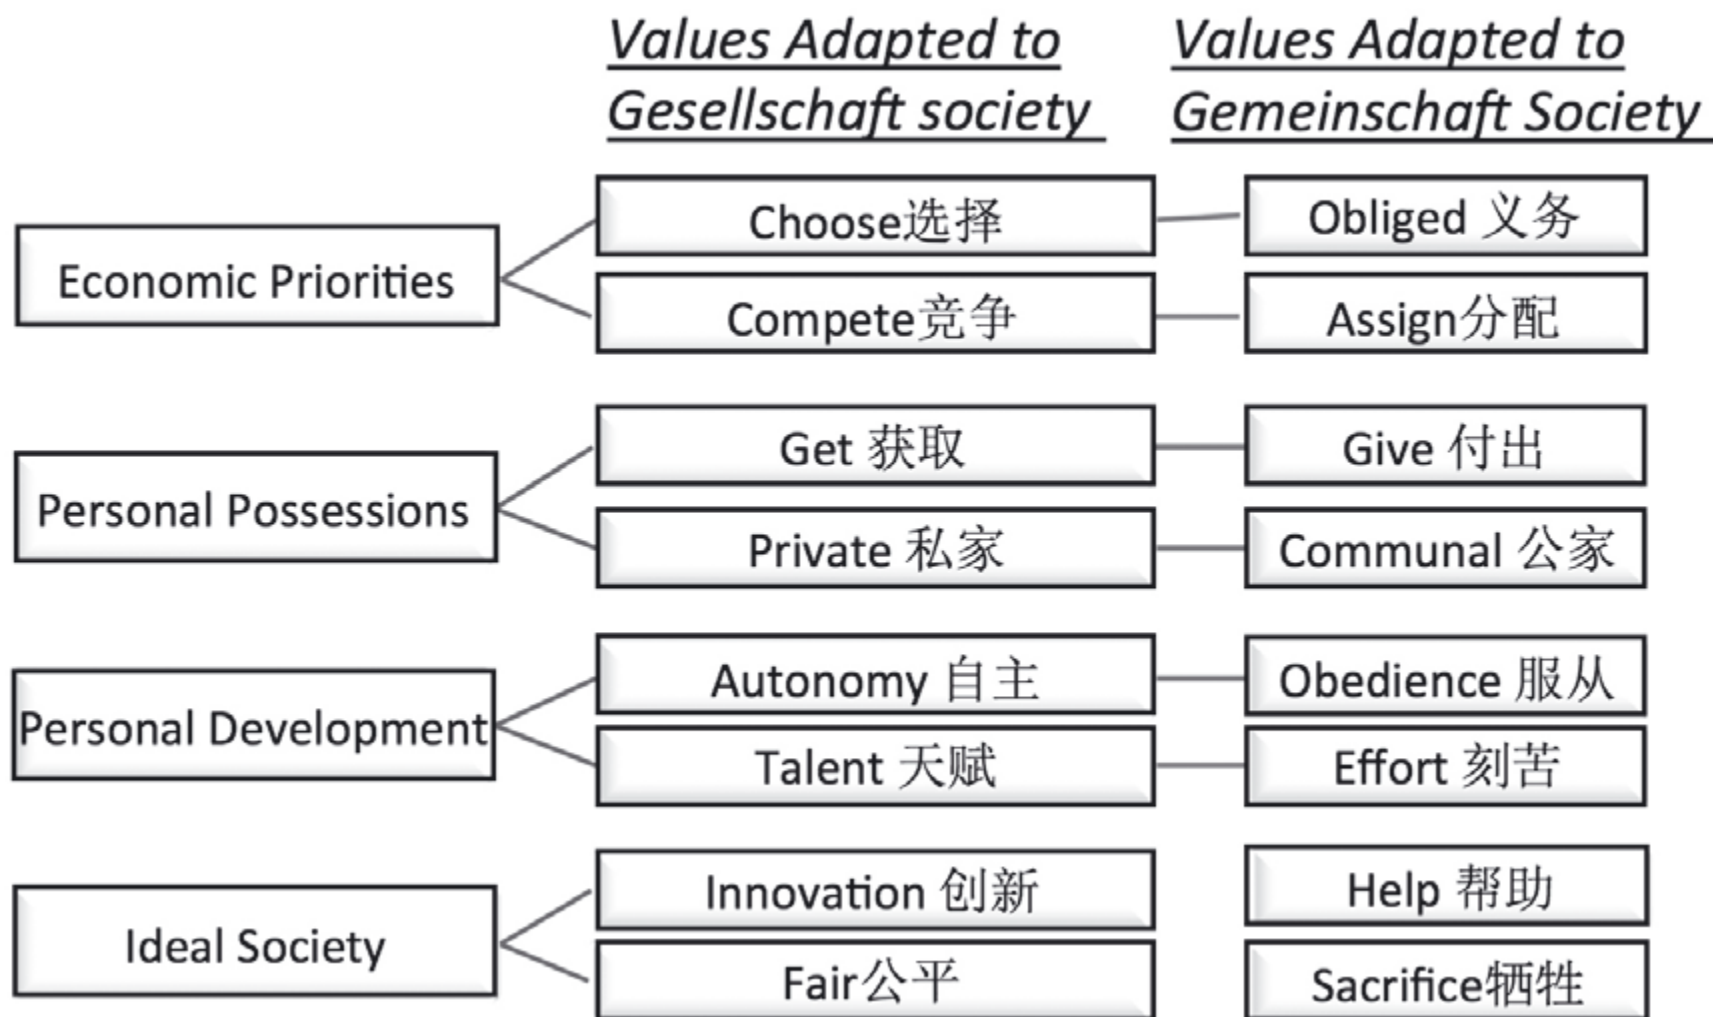 Values Adapted to
Gesellschaft society
Values Adapted to
Gemeinschaft Society
Economic Priorities
Choose选择
Obliged 义务
Compete竞争
Assign分配
Personal Possessions
Get 获取
Give 付出
Private 私家
Communal 公家
Personal Development
Autonomy 自主
Obedience 服从
Talent 天赋
Effort 刻苦
Ideal Society
Innovation 创新
Help 帮助
Fair公平
Sacrifice牺牲